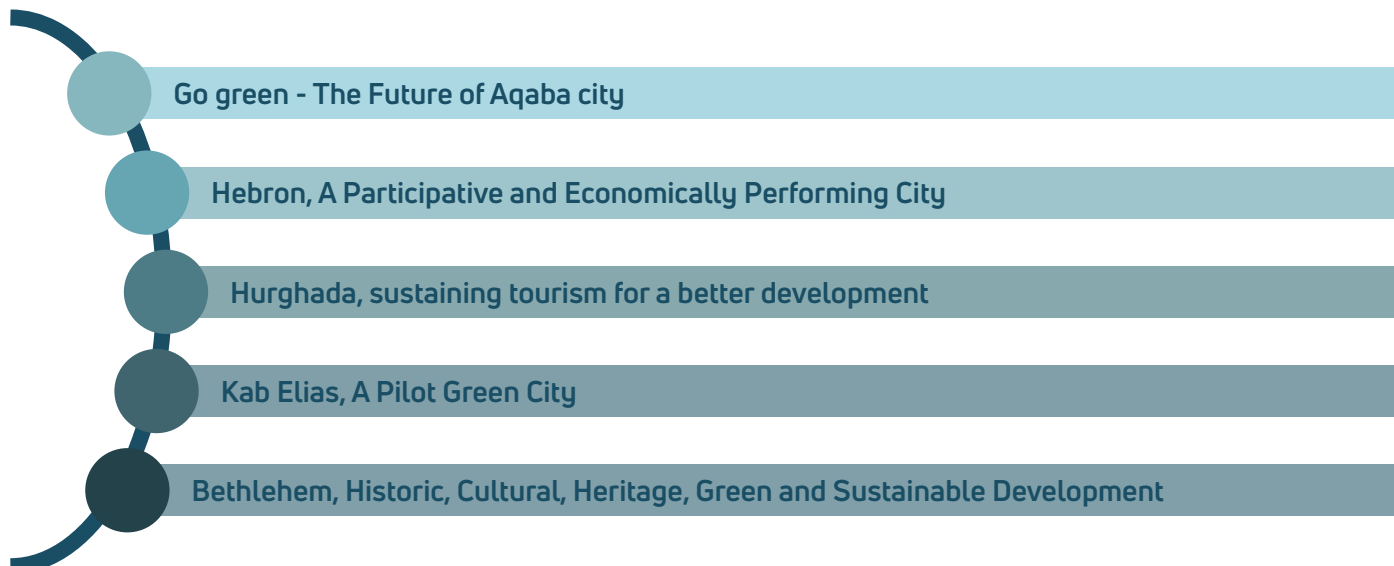 Go green - The Future of Aqaba city
Hebron, A Participative and Economically Performing City
Hurghada, sustaining tourism for a better development
Kab Elias, A Pilot Green City
Bethlehem, Historic, Cultural, Heritage, Green and Sustainable Development